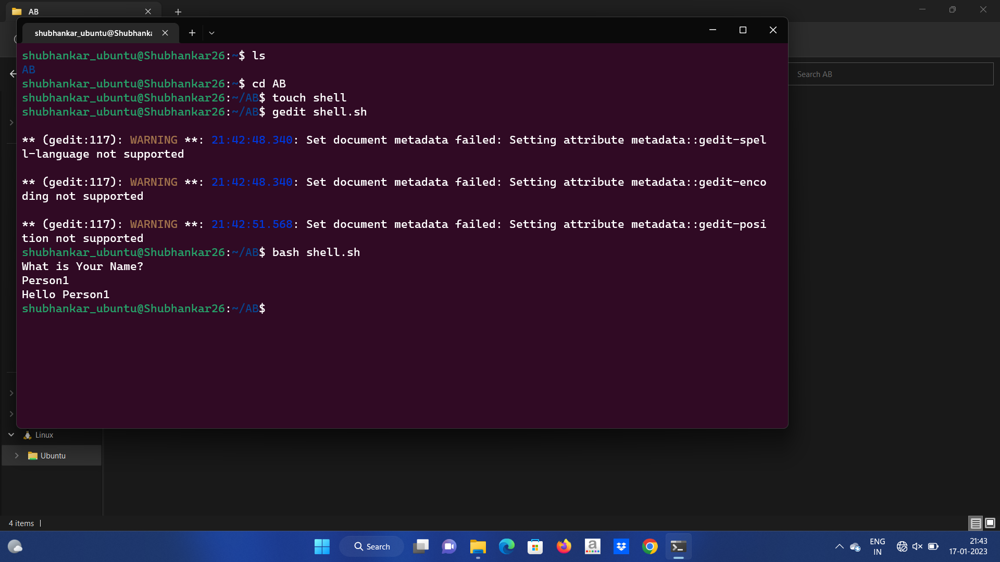 AB
shubhankar_ubuntu@Shubhanka
shubhankar_ubuntu@Shubhankar26:~$ ls
AB
shubhankar_ubuntu@Shubhankar26:~$ cd AB
shubhankar_ubuntu@Shubhankar26:~/AB$ touch shell
shubhankar_ubuntu@Shubhankar26:~/AB$ gedit shell.sh
** (gedit:117): WARNING **: 21:42:48.340: Set document metadata failed: Setting attribute metadata::gedit-spel
l-language not supported
** (gedit:117): WARNING **: 21:42:48.340: Set document metadata failed: Setting attribute metadata::gedit-enco
ding not supported
** (gedit:117): WARNING **: 21:42:51.568: Set document metadata failed: Setting attribute metadata::gedit-posi
tion not supported
shubhankar_ubuntu@Shubhankar26:~/AB$ bash shell.sh
What is Your Name?
Person1
Hello Person1
shubhankar_ubuntu@Shubhankar26:~/AB$
Search AB
Linux
Ubuntu
4 items
Search
a
ENG
IN
21:43
17-01-2023